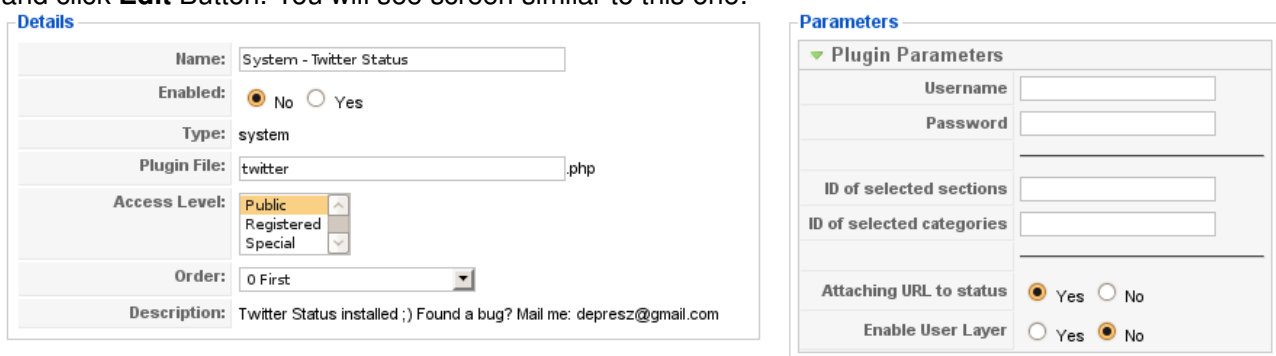 and click Edit Button. You will see screen similar to this one:
Details
Name: System - Twitter Status
Enabled: No Yes
Type: system
Plugin File: twitter .php
Access Level: Public
Registered
Special
Order: 0 First
Description: Twitter Status installed ;) Found a bug? Mail me: depresz@gmail.com
Parameters
Plugin Parameters
Username
Password
ID of selected sections
ID of selected categories
Attaching URL to status Yes No
Enable User Layer Yes No